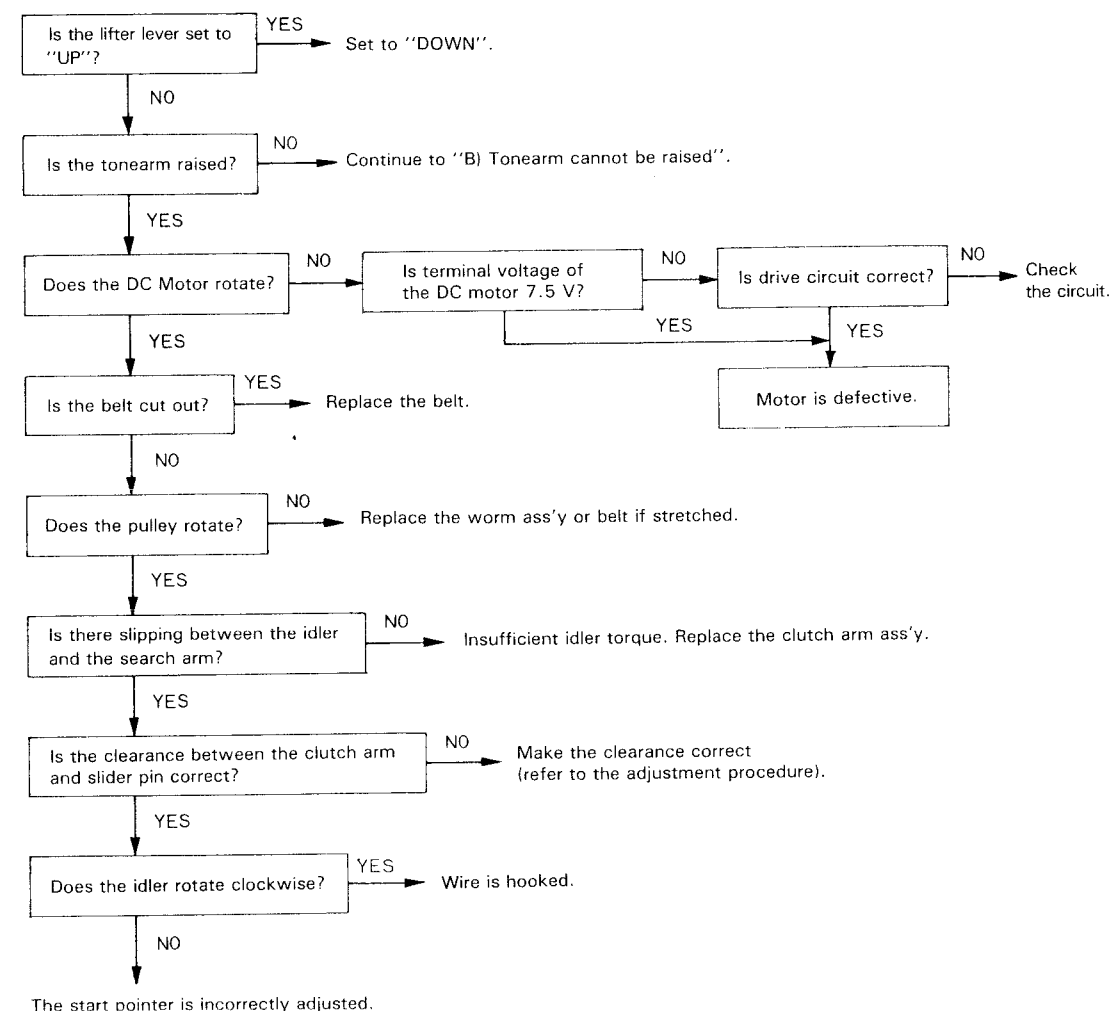 Is the lifter lever set to
"UP"?
YES
Set to "DOWN".
NO
Is the tonearm raised?
NO
Continue to "B) Tonearm cannot be raised".
YES
Does the DC Motor rotate?
NO
Is terminal voltage of
the DC motor 7.5 V?
NO
Is drive circuit correct?
NO
Check
the circuit.
YES
YES
YES
Motor is defective.
Is the belt cut out?
YES
Replace the belt.
NO
Does the pulley rotate?
NO
Replace the worm ass'y or belt if stretched.
YES
Is there slipping between the idler
and the search arm?
NO
Insufficient idler torque. Replace the clutch arm ass'y.
YES
Is the clearance between the clutch arm
and slider pin correct?
NO
Make the clearance correct
(refer to the adjustment procedure).
YES
Does the idler rotate clockwise?
YES
Wire is hooked.
NO
The start pointer is incorrectly adjusted.